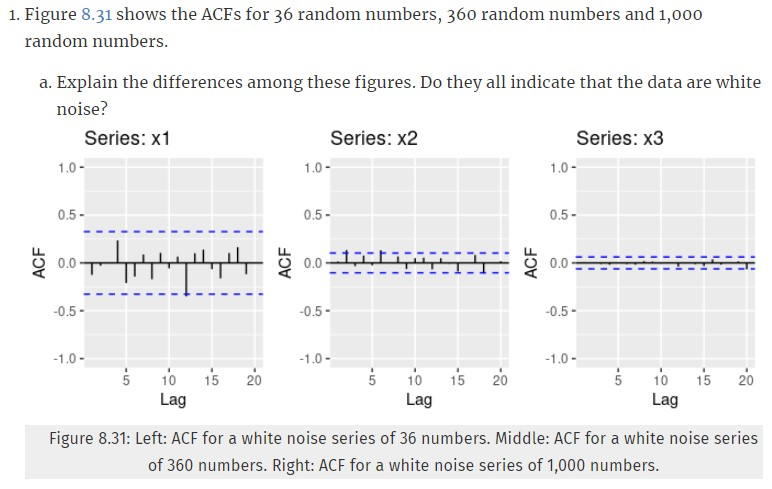 1. Figure 8.31 shows the ACFs for 36 random numbers, 360 random numbers and 1,000
random numbers.
a. Explain the differences among these figures. Do they all indicate that the data are white
noise?
Series: x1
1.0
0.5
0.0
-0.5
-1.0
ACF
5 10 15 20
Lag
Series: x2
1.0
0.5
0.0
-0.5
-1.0
ACF
5 10 15 20
Lag
Series: x3
1.0
0.5
0.0
-0.5
-1.0
ACF
5 10 15 20
Lag
Figure 8.31: Left: ACF for a white noise series of 36 numbers. Middle: ACF for a white noise series
of 360 numbers. Right: ACF for a white noise series of 1,000 numbers.